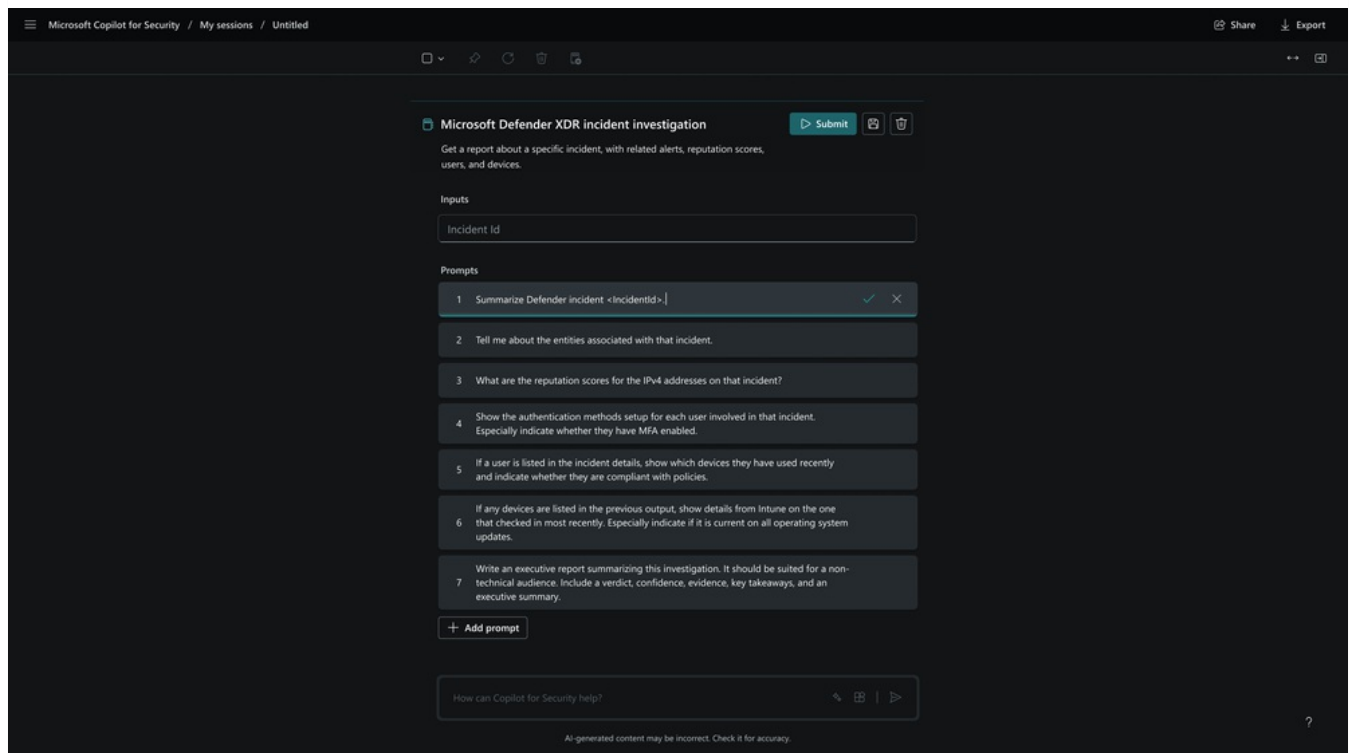 Microsoft Copilot for Security / My sessions / Untitled
Share
Export
Microsoft Defender XDR incident investigation
Submit
Get a report about a specific incident, with related alerts, reputation scores,
users, and devices.
Inputs
Incident Id
Prompts
1 Summarize Defender incident <IncidentId>.
2 Tell me about the entities associated with that incident.
3 What are the reputation scores for the IPv4 addresses on that incident?
4 Show the authentication methods setup for each user involved in that incident.
Especially indicate whether they have MFA enabled.
5 If a user is listed in the incident details, show which devices they have used recently
and indicate whether they are compliant with policies.
6 If any devices are listed in the previous output, show details from Intune on the one
that checked in most recently. Especially indicate if it is current on all operating system
updates.
7 Write an executive report summarizing this investigation. It should be suited for a non-
technical audience. Include a verdict, confidence, evidence, key takeaways, and an
executive summary.
+ Add prompt
How can Copilot for Security help?
?
AI-generated content may be incorrect. Check it for accuracy.